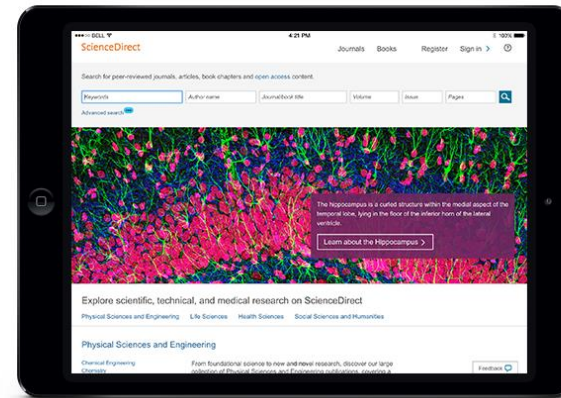 BELL
4:21 PM
100%
ScienceDirect
Journals Books Register Sign in > ?
Search for peer-reviewed journals, articles, book chapters and open access content.
Keywords Author name Journal/book title Volume Issue Pages
Advanced search
The hippocampus is a curled structure within the medial aspect of the
temporal lobe, lying in the floor of the inferior horn of the lateral
ventricle.
Learn about the Hippocampus >
Explore scientific, technical, and medical research on ScienceDirect
Physical Sciences and Engineering Life Sciences Health Sciences Social Sciences and Humanities
Physical Sciences and Engineering
Chemical Engineering
Chemistry
From foundational science to new and novel research, discover our large
collection of Physical Sciences and Engineering publications, covering a
Feedback